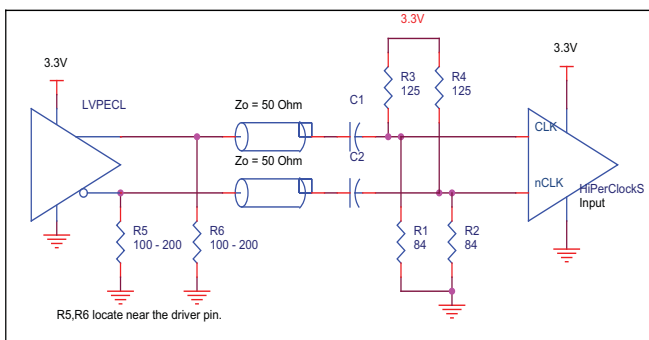 3.3V
3.3V
3.3V
LVPECL
R3
125
R4
125
Zo = 50 Ohm
C1
CLK
Zo = 50 Ohm
C2
nCLK
HiPerClockS
Input
R5
100 - 200
R6
100 - 200
R1
84
R2
84
R5,R6 locate near the driver pin.